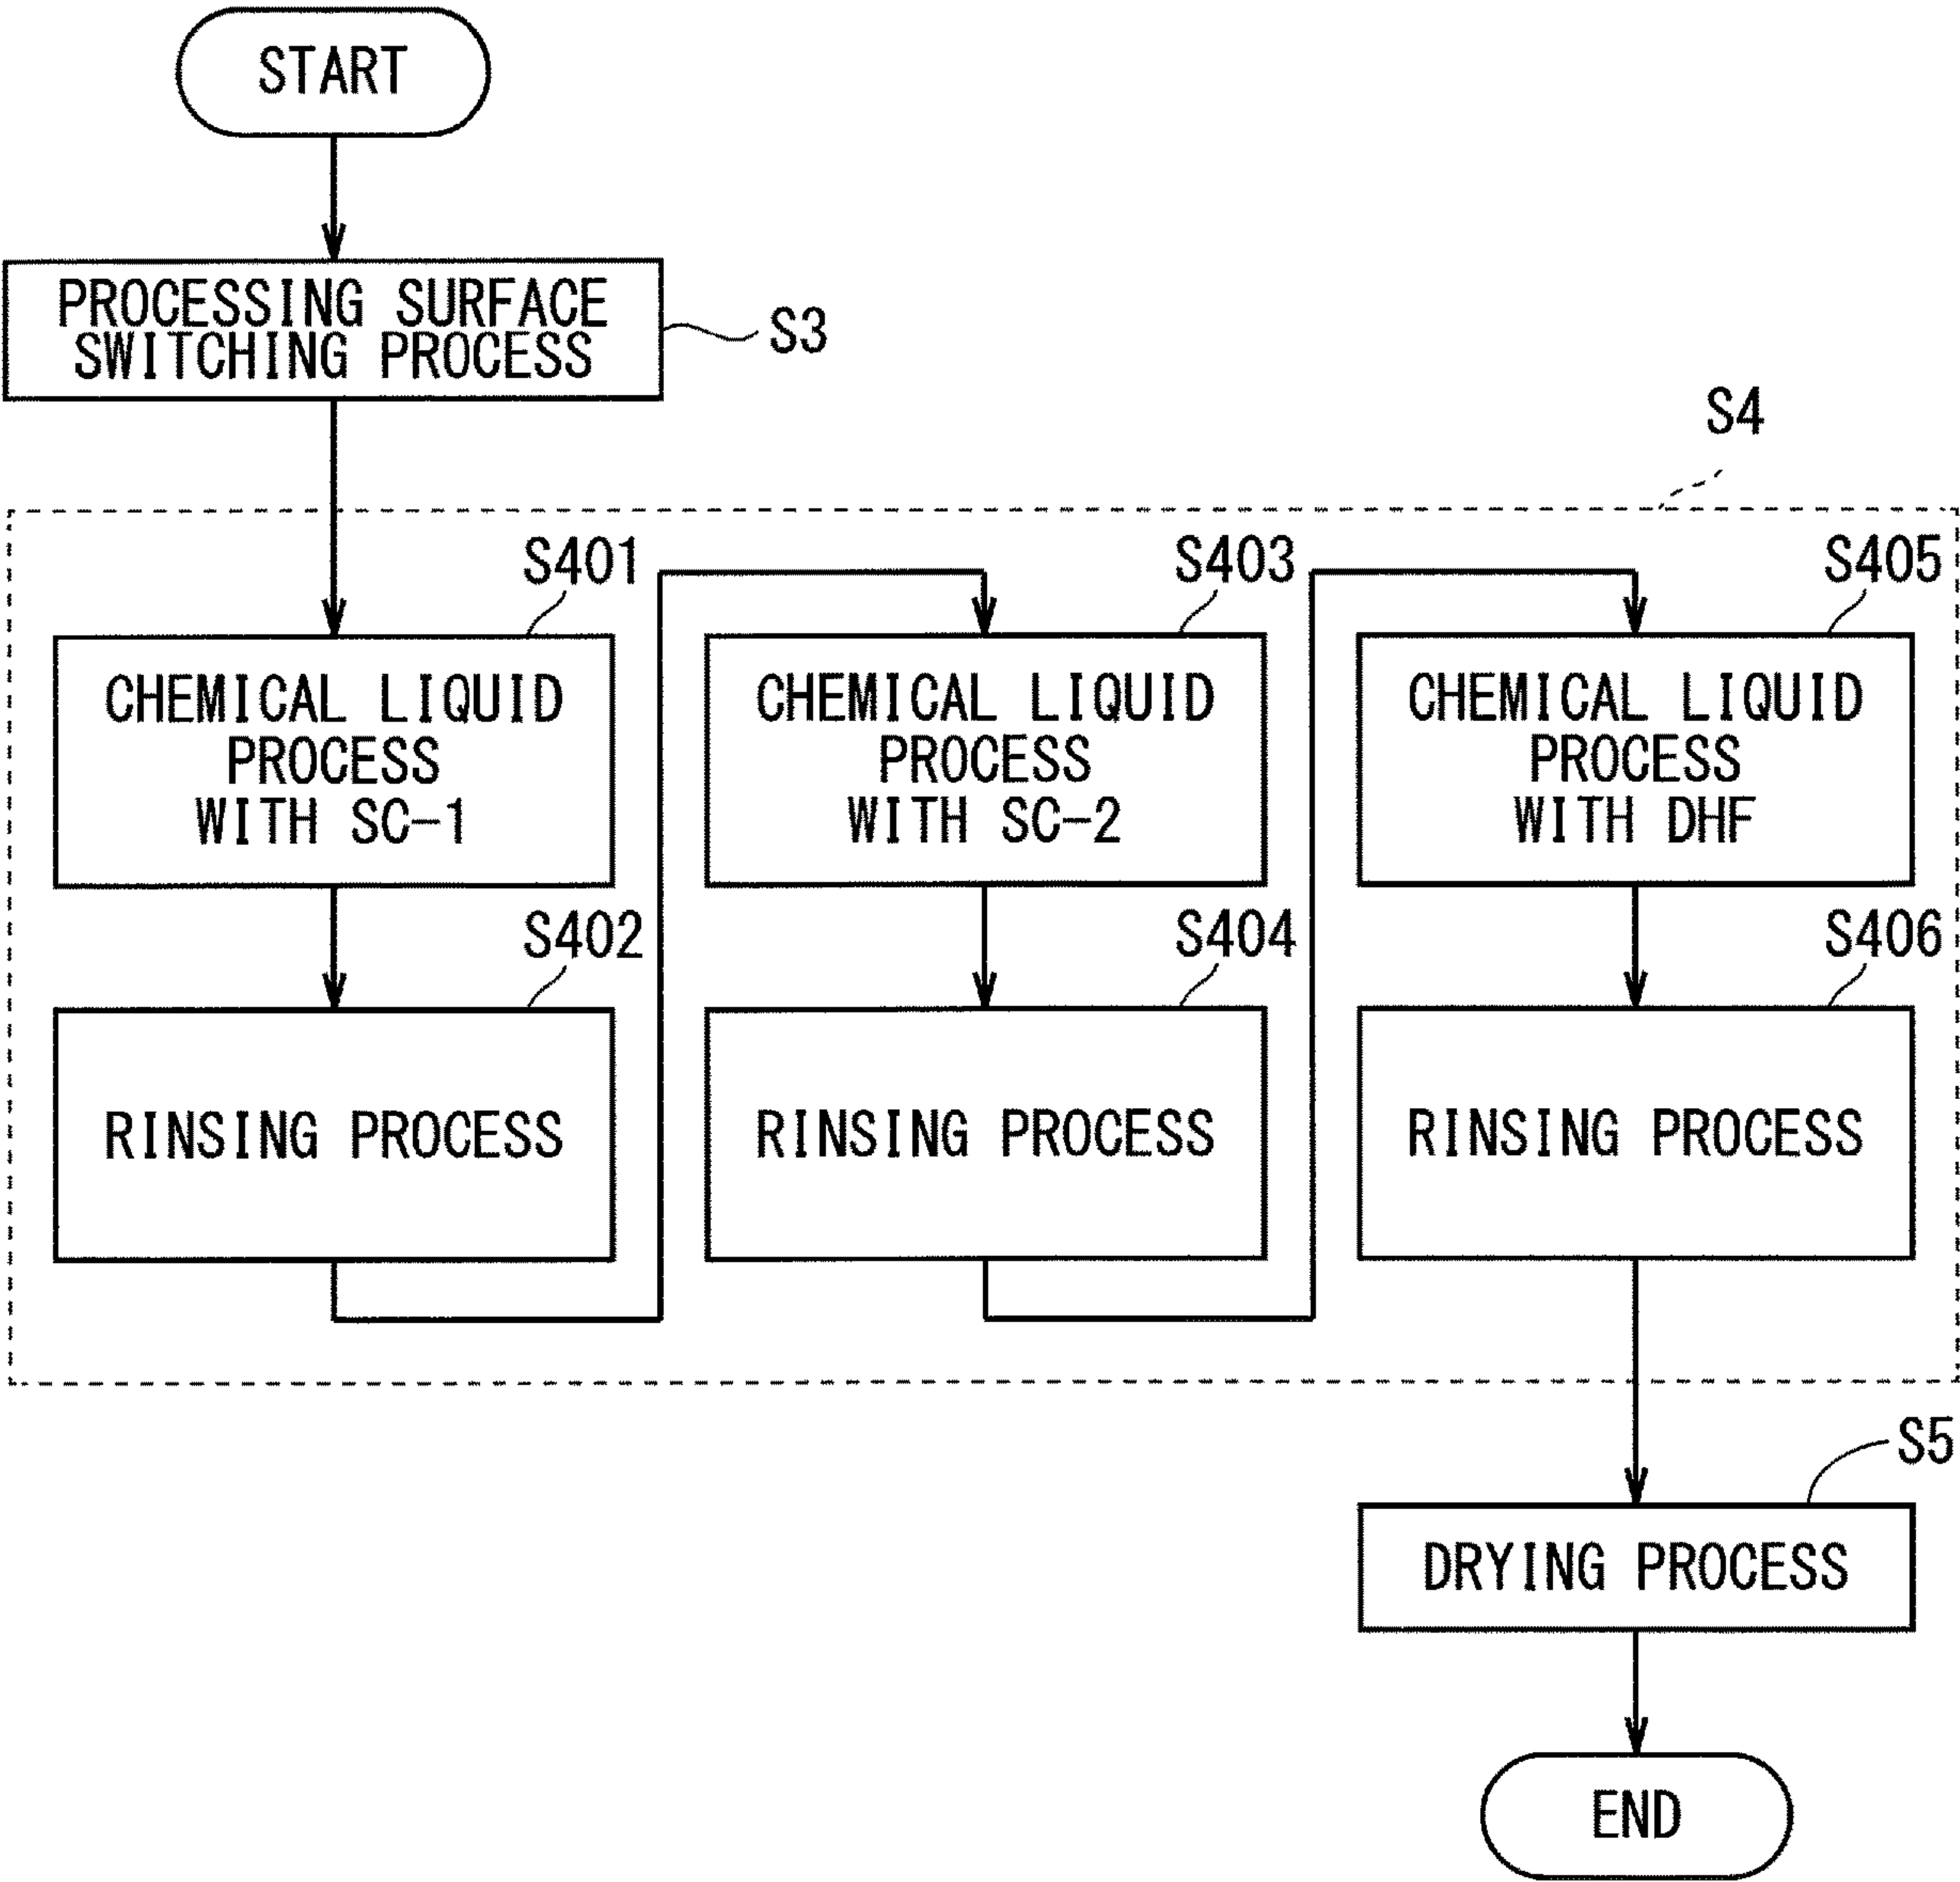 START
PROCESSING SURFACE
SWITCHING PROCESS
S3
S4
S401
CHEMICAL LIQUID
PROCESS
WITH SC-1
S402
RINSING PROCESS
S403
CHEMICAL LIQUID
PROCESS
WITH SC-2
S404
RINSING PROCESS
S405
CHEMICAL LIQUID
PROCESS
WITH DHF
S406
RINSING PROCESS
S5
DRYING PROCESS
END